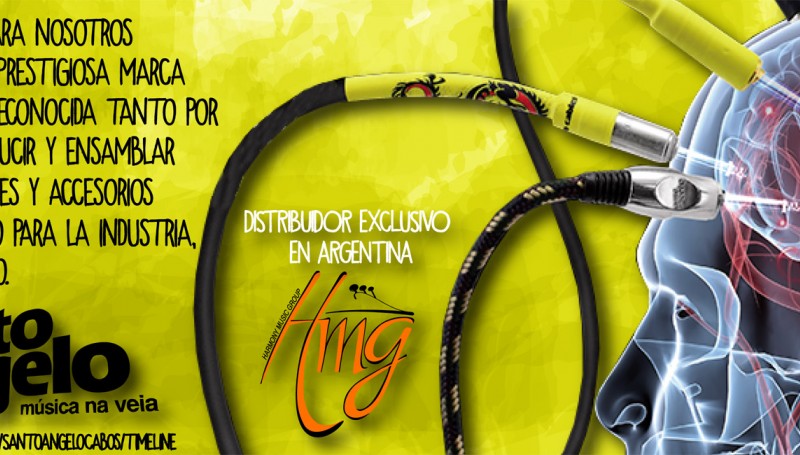 ARA NOSOTROS
PRESTIGIOSA MARCA
ECONOCIDA TANTO POR
UCIR Y ENSAMBLAR
ES Y ACCESORIOS
O PARA LA INDUSTRIA,
O.
to
gelo
música na veia
/SANTOANGELOCABOS/TIMELINE
DISTRIBUIDOR EXCLUSIVO
EN ARGENTINA
HARMONY MUSIC GROUP
Hmg